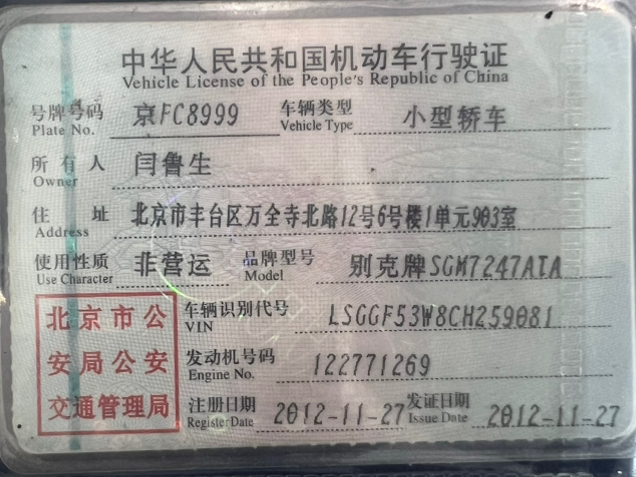 中华人民共和国机动车行驶证
Vehicle License of the People's Republic of China
号牌号码 京FC8999 车辆类型 小型轿车
Plate No. Vehicle Type
所有人 闫鲁生
Owner
住址 北京市丰台区万全寺北路12号6号楼1单元903室
Address
使用性质 非营运 品牌型号 别克牌SGM7247ATA
Use Character Model
北京市公安局公安交通管理局
车辆识别代号 LSGGF53W8CH259081
VIN
发动机号码 122771269
Engine No.
注册日期 2012-11-27 发证日期 2012-11-27
Register Date Issue Date